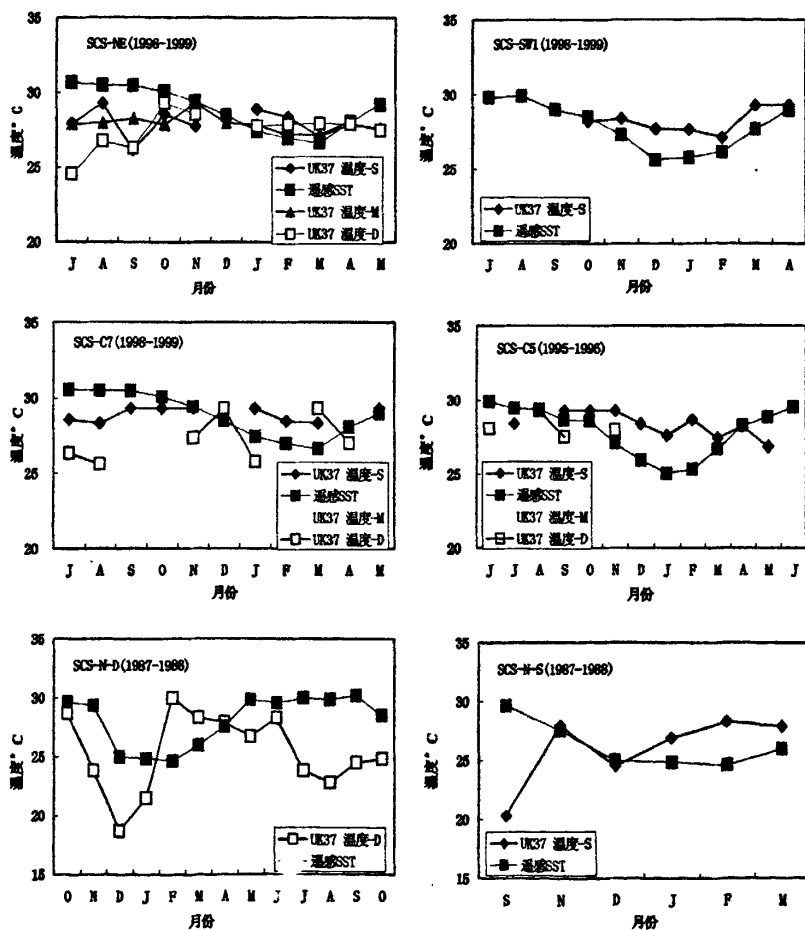 SCS-NE(1998-1999)
温度° C
35
30
25
20
J A S O N D J F M A M
月份
UK37 温度-S
遥感SST
UK37 温度-M
UK37 温度-D
SCS-SW1(1998-1999)
温度° C
35
30
25
20
J A S O N D J F M A
月份
UK37 温度-S
遥感SST
SCS-C7(1998-1999)
温度° C
35
30
25
20
J A S O N D J F M A M
月份
UK37 温度-S
遥感SST
UK37 温度-M
UK37 温度-D
SCS-C5(1995-1996)
温度° C
35
30
25
20
J J A S O N D J F M A M J
月份
UK37 温度-S
遥感SST
UK37 温度-M
UK37 温度-D
SCS-N-D(1987-1988)
温度° C
35
30
25
20
15
O N D J F M A M J J A S O
月份
UK37 温度-D
遥感SST
SCS-N-S(1987-1988)
温度° C
35
30
25
20
15
S N D J F M
月份
UK37 温度-S
遥感SST